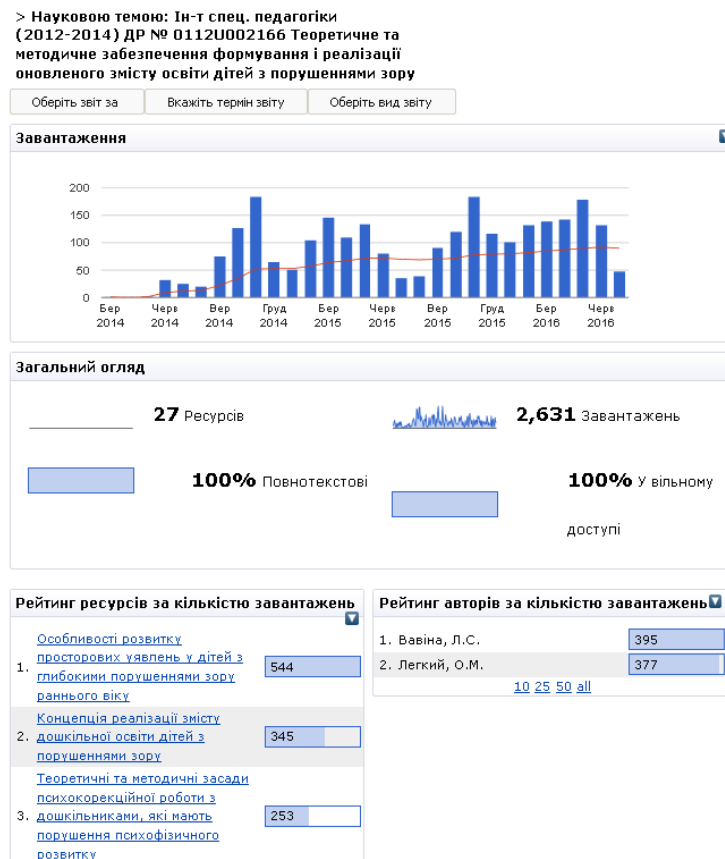 > Науковою темою: Ін-т спец. педагогіки
(2012-2014) ДР № 0112U002166 Теоретичне та
методичне забезпечення формування і реалізації
оновленого змісту освіти дітей з порушеннями зору
Оберіть звіт за Вкажіть термін звіту Оберіть вид звіту
Завантаження
200
150
100
50
0
Бер Черв Вер Груд Бер Черв Вер Груд Бер Черв
2014 2014 2014 2014 2015 2015 2015 2015 2016 2016
Загальний огляд
27 Ресурсів
2,631 Завантажень
100% Повнотекстові
100% У вільному
доступі
Рейтинг ресурсів за кількістю завантажень
1. Особливості розвитку
просторових уявлень у дітей з
глибокими порушеннями зору
раннього віку
544
2. Концепція реалізації змісту
дошкільної освіти дітей з
порушеннями зору
345
3. Теоретичні та методичні засади
психокорекційної роботи з
дошкільниками, які мають
порушення психофізичного
розвитку
253
Рейтинг авторів за кількістю завантажень
1. Вавіна, Л.С. 395
2. Легкий, О.М. 377
10 25 50 all